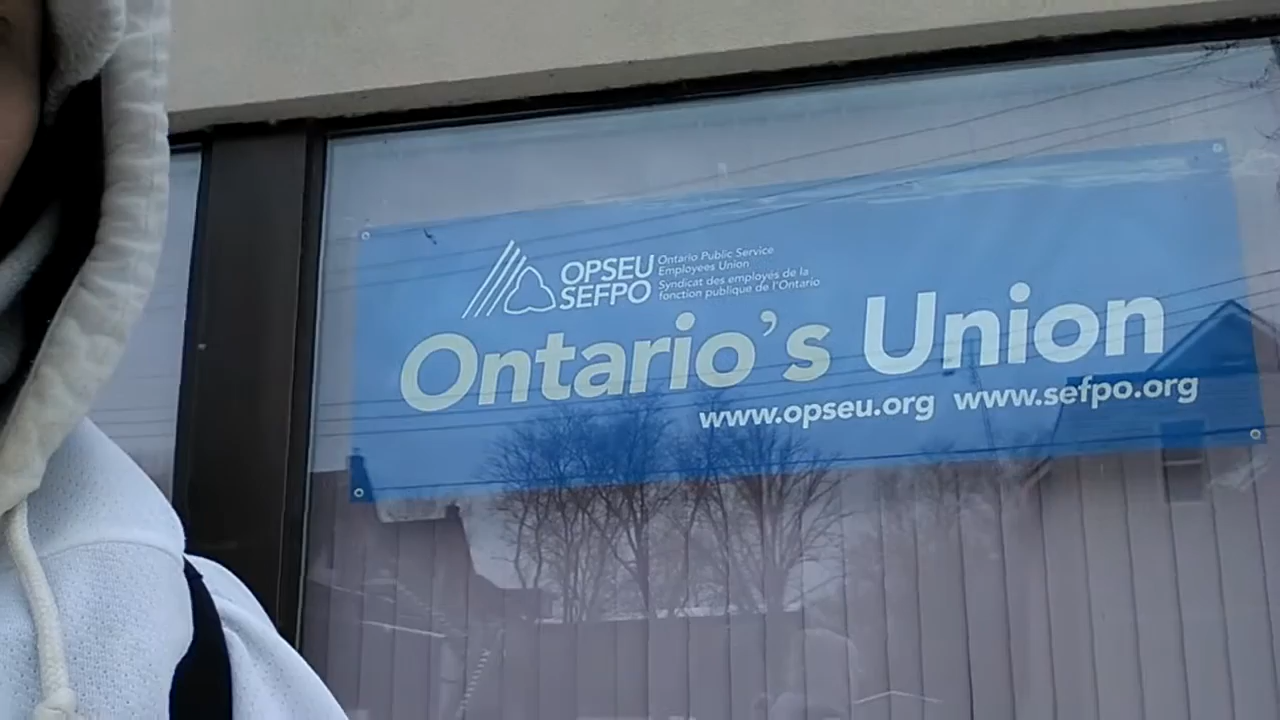 OPSEU
SEFPO
Ontario Public Service
Employees Union
Syndicat des employés de la
fonction publique de l'Ontario
Ontario's Union
www.opseu.org www.sefpo.org